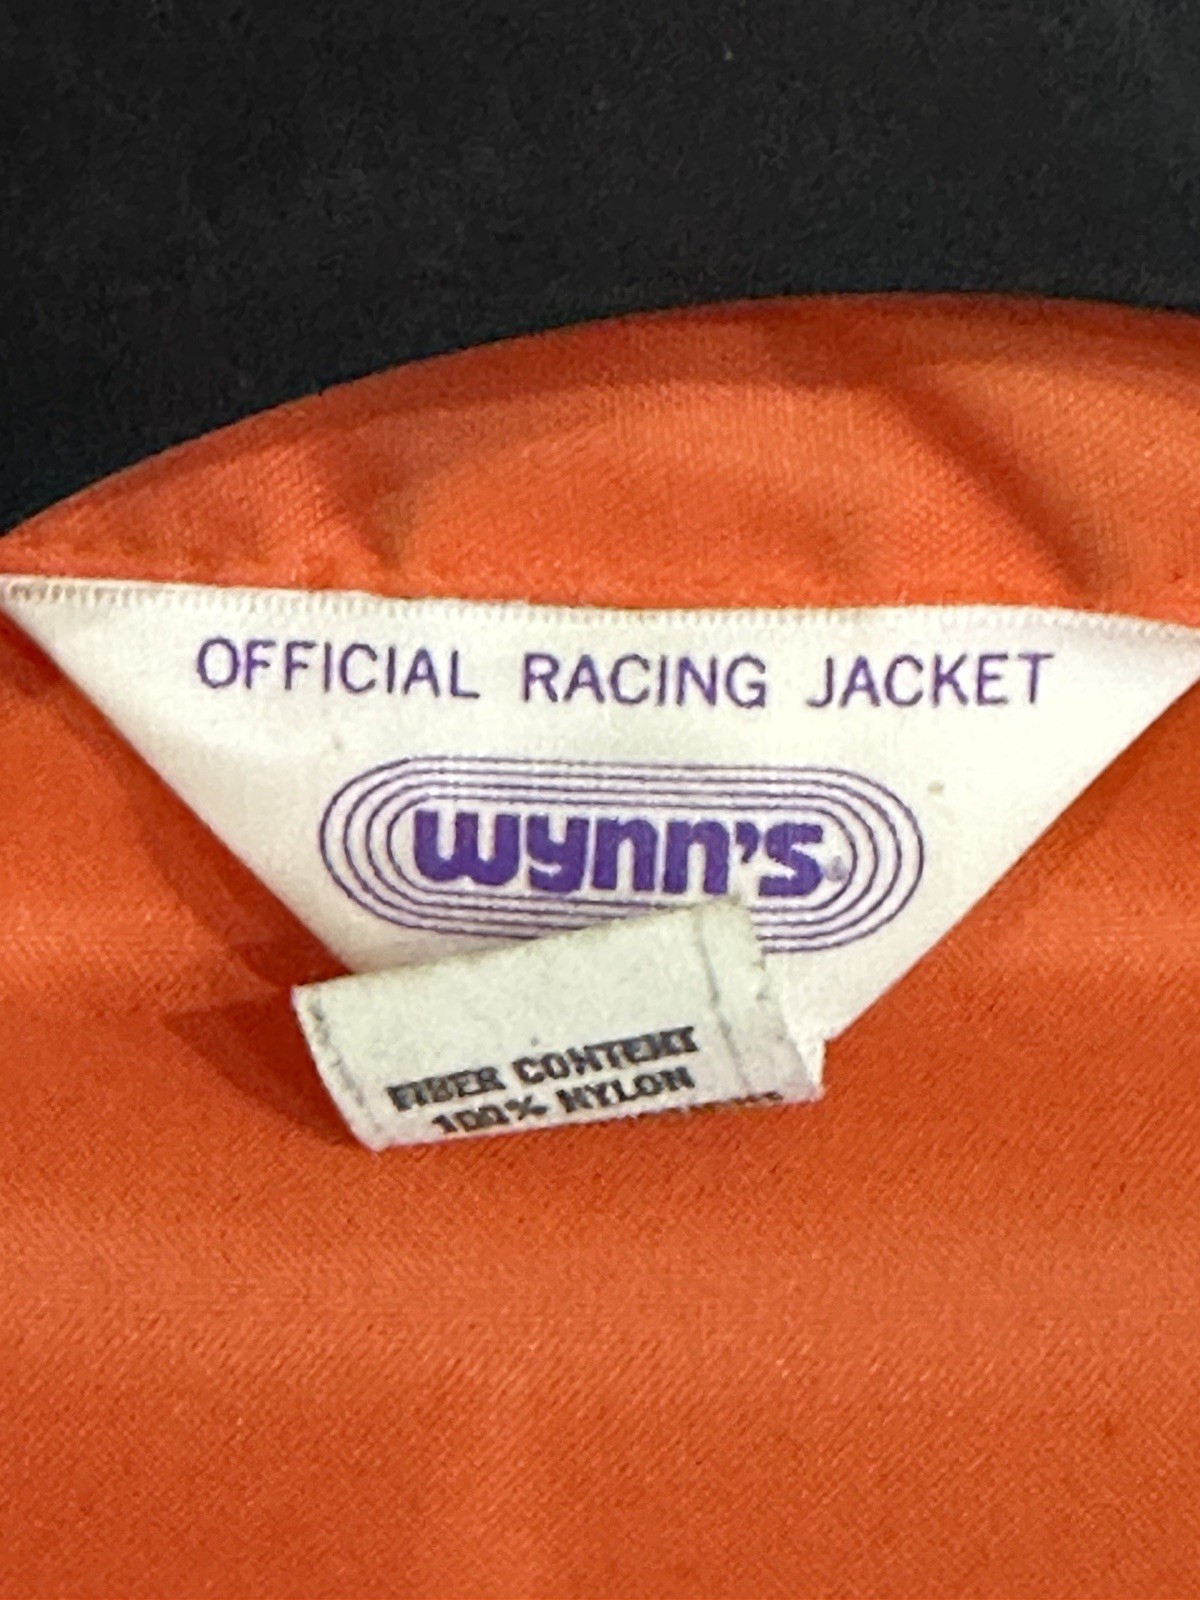 OFFICIAL RACING JACKET
wynn's®
FIBER CONTENT
100% NYLON